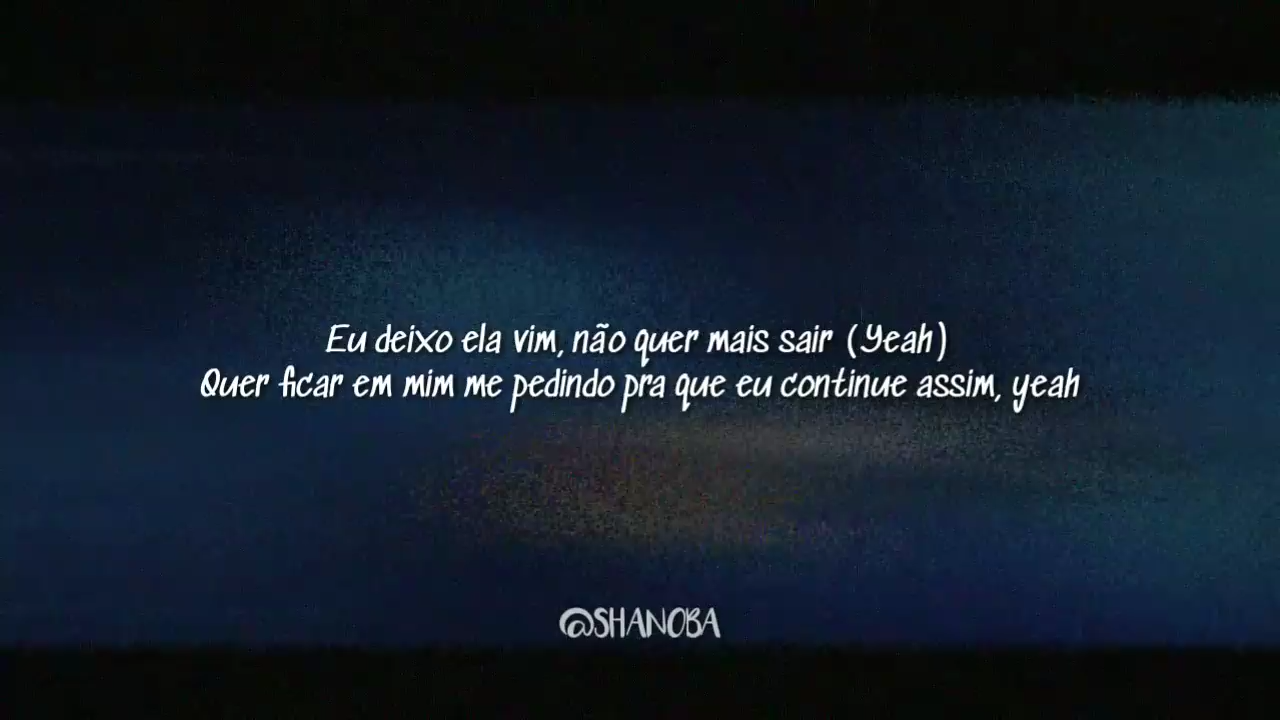 Eu deixo ela vim, não quer mais sair (Yeah)
Quer ficar em mim me pedindo pra que eu continue assim, yeah
@SHANOBA